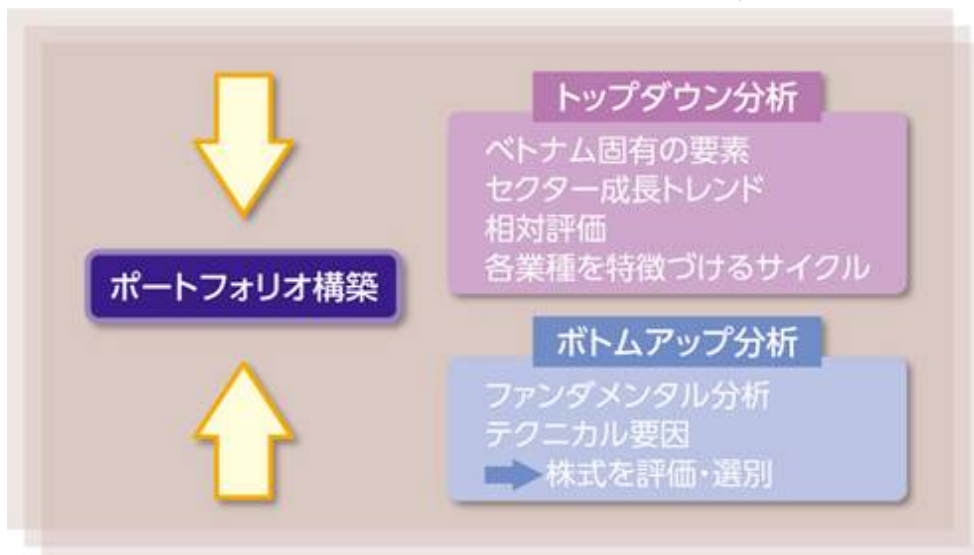 トップダウン分析
ベトナム固有の要素
セクター成長トレンド
相対評価
各業種を特徴づけるサイクル
ポートフォリオ構築
ボトムアップ分析
ファンダメンタル分析
テクニカル要因
株式を評価・選別